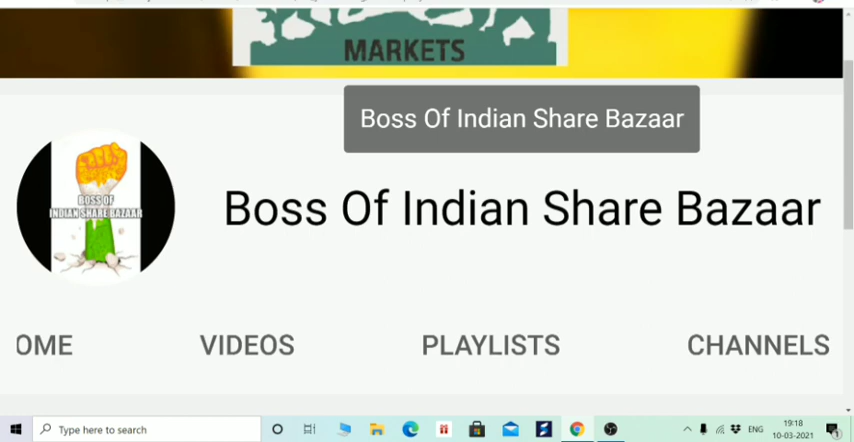 MARKETS
Boss Of Indian Share Bazaar
BOSS OF
INDIAN SHARE BAZAAR
Boss Of Indian Share Bazaar
OME
VIDEOS
PLAYLISTS
CHANNELS
Type here to search
ENG
19:18
10-03-2021